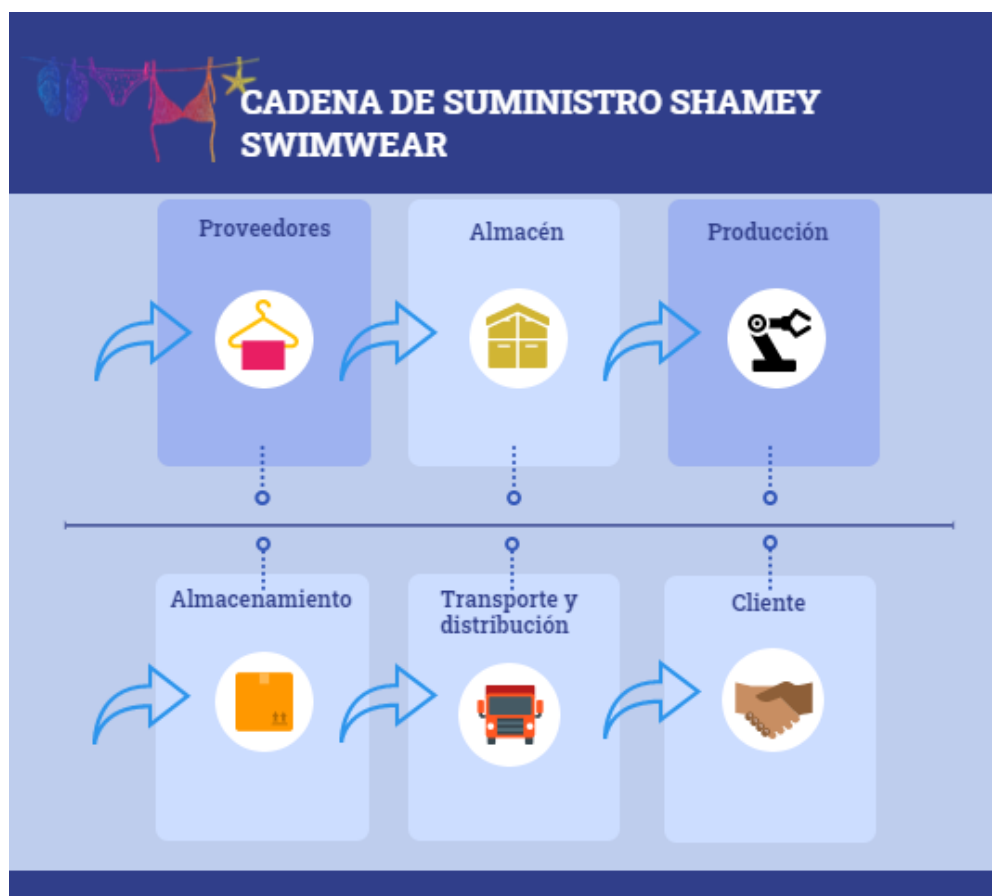 CADENA DE SUMINISTRO SHAMEY
SWIMWEAR
Proveedores
Almacén
Producción
Almacenamiento
Transporte y
distribución
Cliente